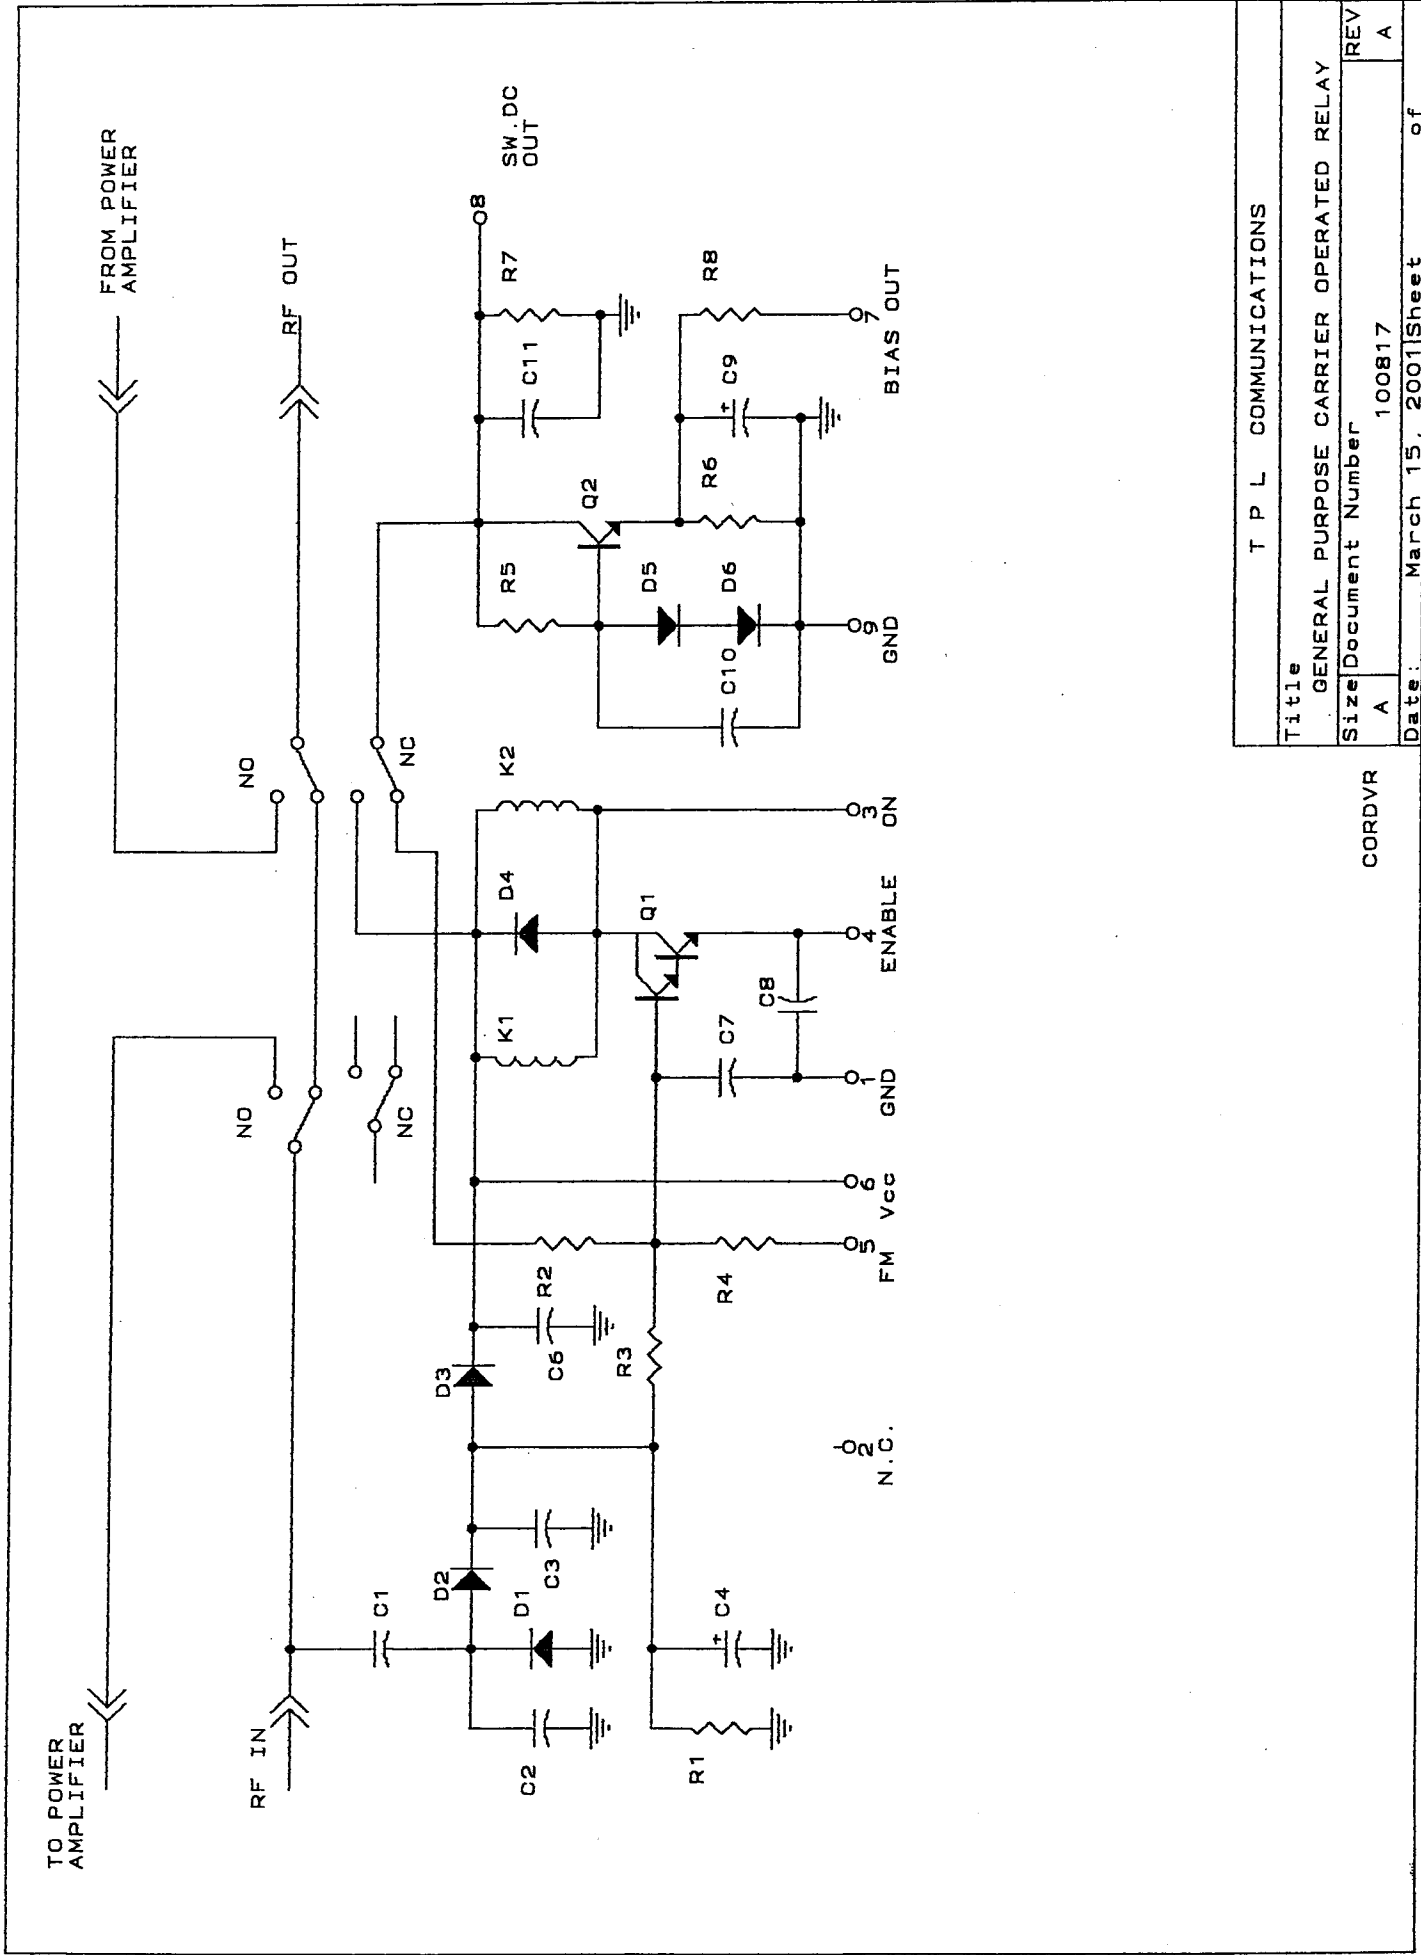 TO POWER
AMPLIFIER
FROM POWER
AMPLIFIER
RF IN
RF OUT
NO
NO
NC
NC
C1
D2
D3
D1
C2
C3
C6
R2
R1
C4
+
R3
R4
K1
D4
K2
Q1
C7
C8
R5
Q2
C11
R7
8
SW.DC
OUT
D5
D6
C10
R6
C9
+
R8
2
N.C.
5
FM
6
Vcc
1
GND
4
ENABLE
3
ON
9
GND
7
BIAS OUT
CORDVR
T P L COMMUNICATIONS
Title
GENERAL PURPOSE CARRIER OPERATED RELAY
Size Document Number REV
A 100817 A
Date: March 15, 2001 Sheet of